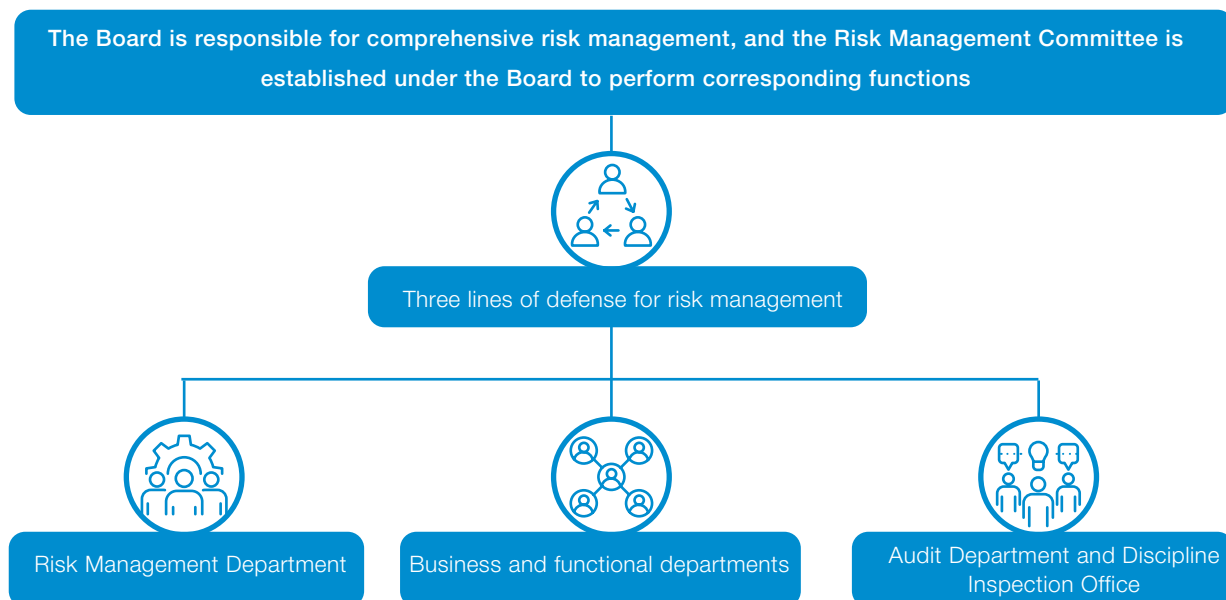 The Board is responsible for comprehensive risk management, and the Risk Management Committee is
established under the Board to perform corresponding functions
Three lines of defense for risk management
Risk Management Department
Business and functional departments
Audit Department and Discipline
Inspection Office